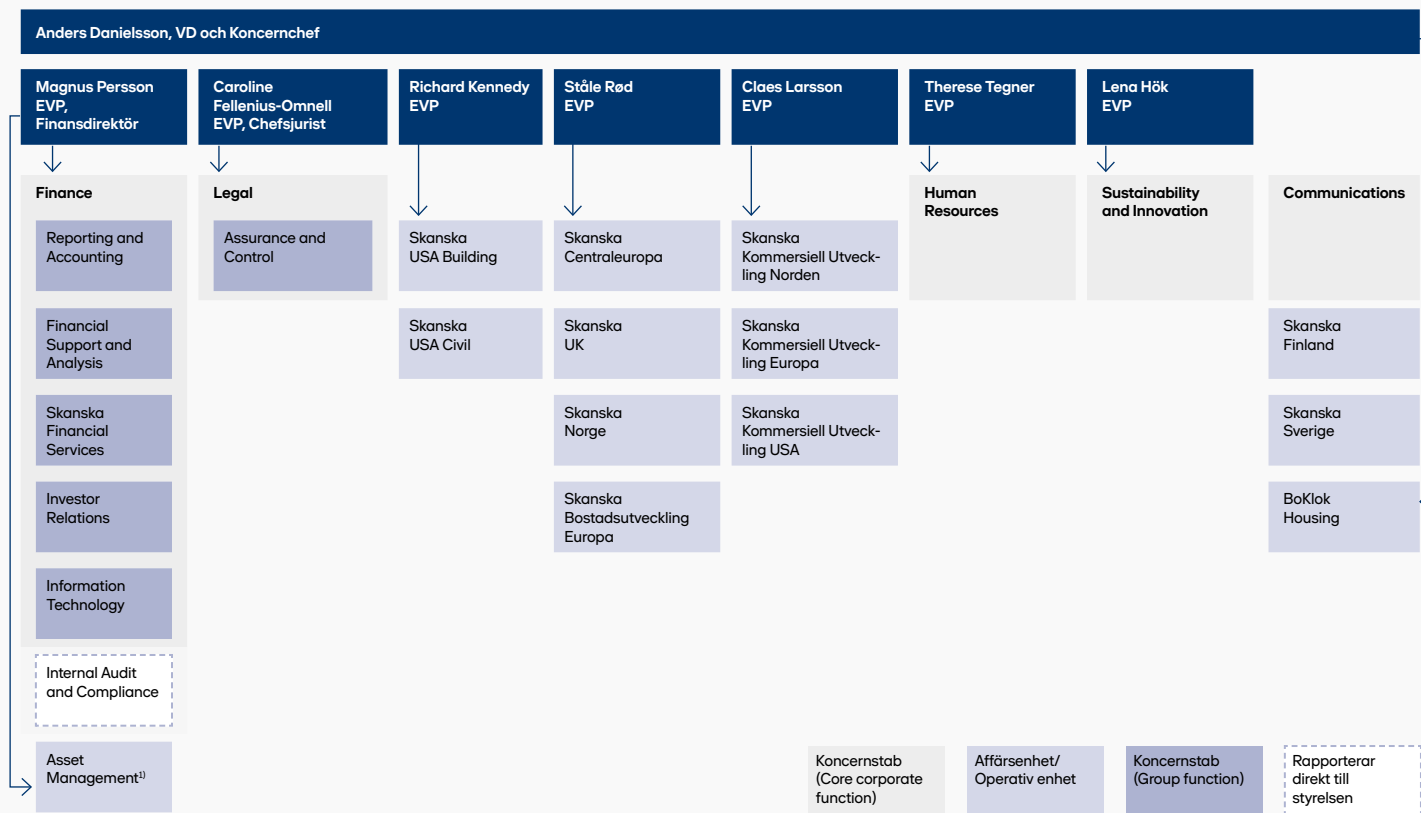 Anders Danielsson, VD och Koncernchef
Magnus Persson
EVP,
Finansdirektör
Caroline
Fellenius-Omnell
EVP, Chefsjurist
Richard Kennedy
EVP
Ståle Rød
EVP
Claes Larsson
EVP
Therese Tegner
EVP
Lena Hök
EVP
Finance
Reporting and
Accounting
Financial
Support and
Analysis
Skanska
Financial
Services
Investor
Relations
Information
Technology
Internal Audit
and Compliance
Asset
Management¹⁾
Legal
Assurance and
Control
Skanska
USA Building
Skanska
USA Civil
Skanska
Centraleuropa
Skanska
UK
Skanska
Norge
Skanska
Bostadsutveckling
Europa
Skanska
Kommersiell Utveck-
ling Norden
Skanska
Kommersiell Utveck-
ling Europa
Skanska
Kommersiell Utveck-
ling USA
Human
Resources
Sustainability
and Innovation
Communications
Skanska
Finland
Skanska
Sverige
BoKlok
Housing
Koncernstab
(Core corporate
function)
Affärsenhet/
Operativ enhet
Koncernstab
(Group function)
Rapporterar
direkt till
styrelsen